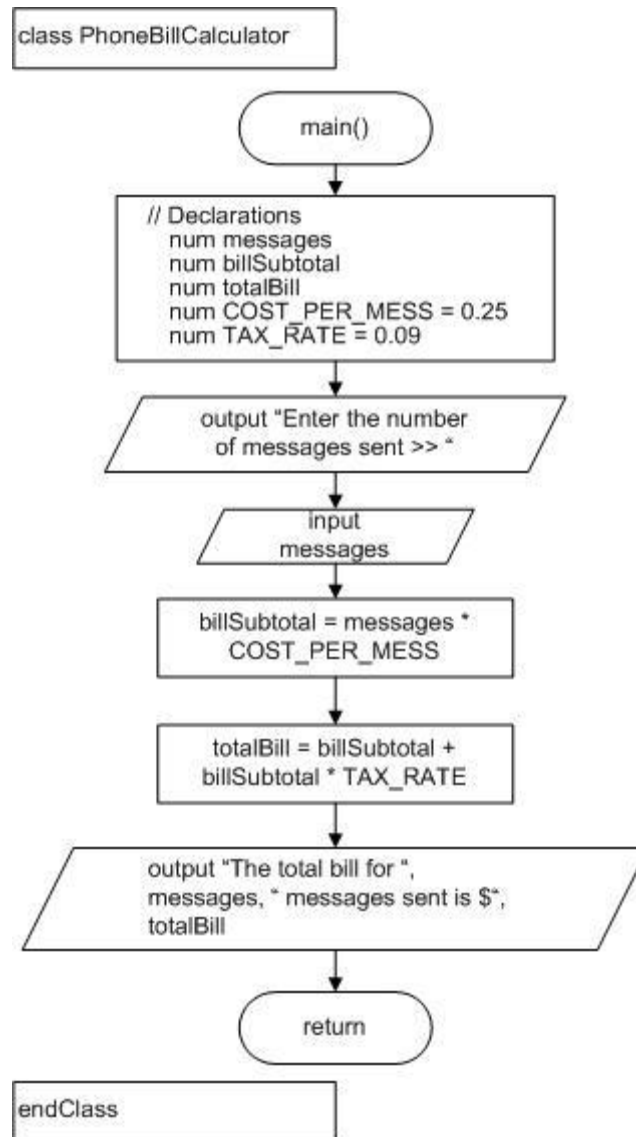 class PhoneBillCalculator
main()
// Declarations
num messages
num billSubtotal
num totalBill
num COST_PER_MESS = 0.25
num TAX_RATE = 0.09
output “Enter the number
of messages sent >> “
input
messages
billSubtotal = messages *
COST_PER_MESS
totalBill = billSubtotal +
billSubtotal * TAX_RATE
output “The total bill for “,
messages, “ messages sent is $“,
totalBill
return
endClass